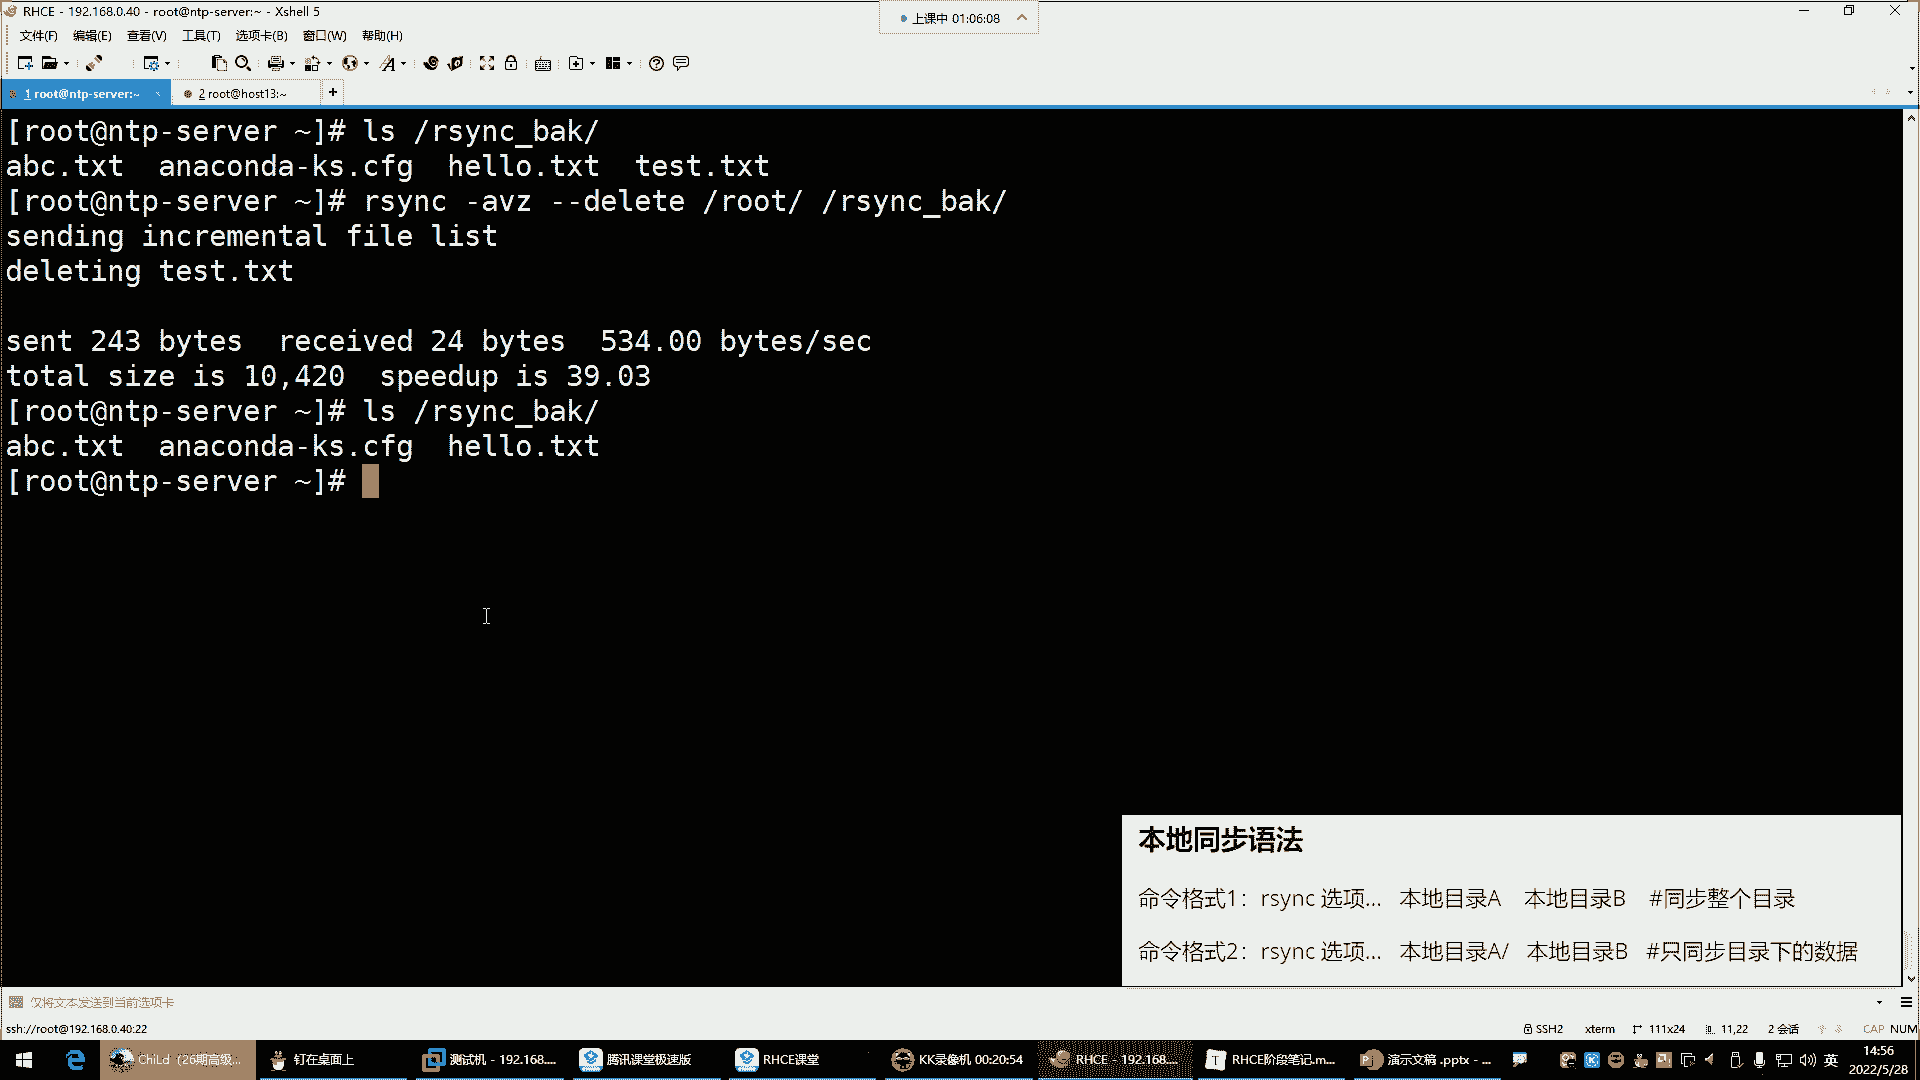 RHCE - 192.168.0.40 - root@ntp-server:~ - Xshell 5
上课中 01:06:08
文件(F) 编辑(E) 查看(V) 工具(T) 选项卡(B) 窗口(W) 帮助(H)
1 root@ntp-server:~ 2 root@host13:~
[root@ntp-server ~]# ls /rsync_bak/
abc.txt anaconda-ks.cfg hello.txt test.txt
[root@ntp-server ~]# rsync -avz --delete /root/ /rsync_bak/
sending incremental file list
deleting test.txt
sent 243 bytes received 24 bytes 534.00 bytes/sec
total size is 10,420 speedup is 39.03
[root@ntp-server ~]# ls /rsync_bak/
abc.txt anaconda-ks.cfg hello.txt
[root@ntp-server ~]#
本地同步语法
命令格式1：rsync 选项... 本地目录A 本地目录B #同步整个目录
命令格式2：rsync 选项... 本地目录A/ 本地目录B #只同步目录下的数据
仅将文本发送到当前选项卡
ssh://root@192.168.0.40:22 SSH2 xterm 111x24 11,22 2 会话 CAP NUM
ChiLd（26期高级... 钉在桌面上 测试机 - 192.168.... 腾讯课堂极速版 RHCE课堂 KK录像机 00:20:54 RHCE - 192.168.... RHCE阶段笔记.m... 演示文稿 .pptx - ... 英 14:56
2022/5/28